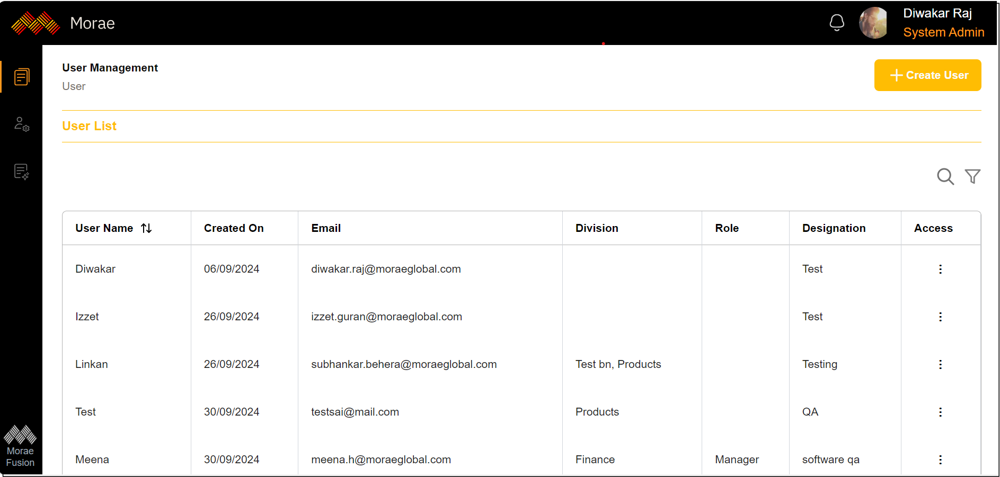 Morae
Diwakar Raj
System Admin
User Management
User
Create User
User List
User Name Created On Email Division Role Designation Access
Diwakar 06/09/2024 diwakar.raj@moraeglobal.com Test
Izzet 26/09/2024 izzet.guran@moraeglobal.com Test
Linkan 26/09/2024 subhankar.behera@moraeglobal.com Test bn, Products Testing
Test 30/09/2024 testsai@mail.com Products QA
Meena 30/09/2024 meena.h@moraeglobal.com Finance Manager software qa
Morae
Fusion